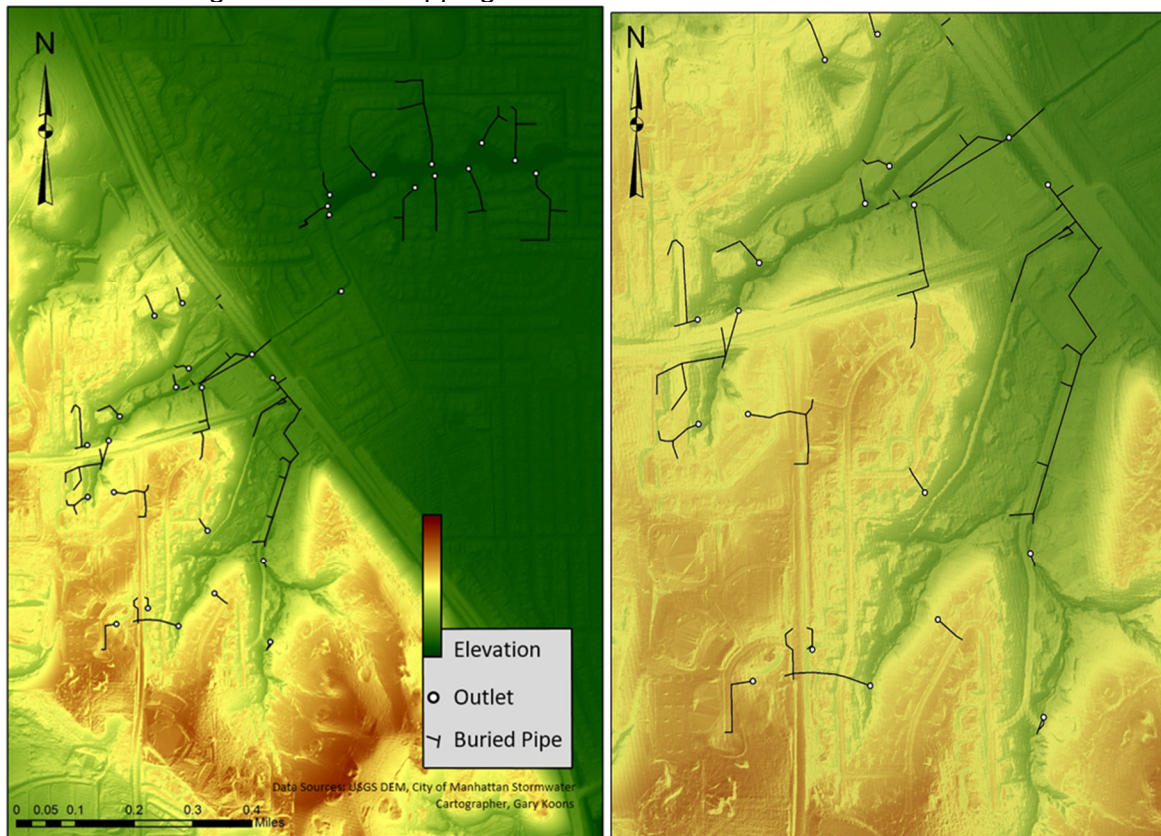 N
N
Elevation
Outlet
Buried Pipe
Data Sources: USGS DEM, City of Manhattan Stormwater
Cartographer, Gary Koons
0 0.05 0.1 0.2 0.3 0.4
Miles